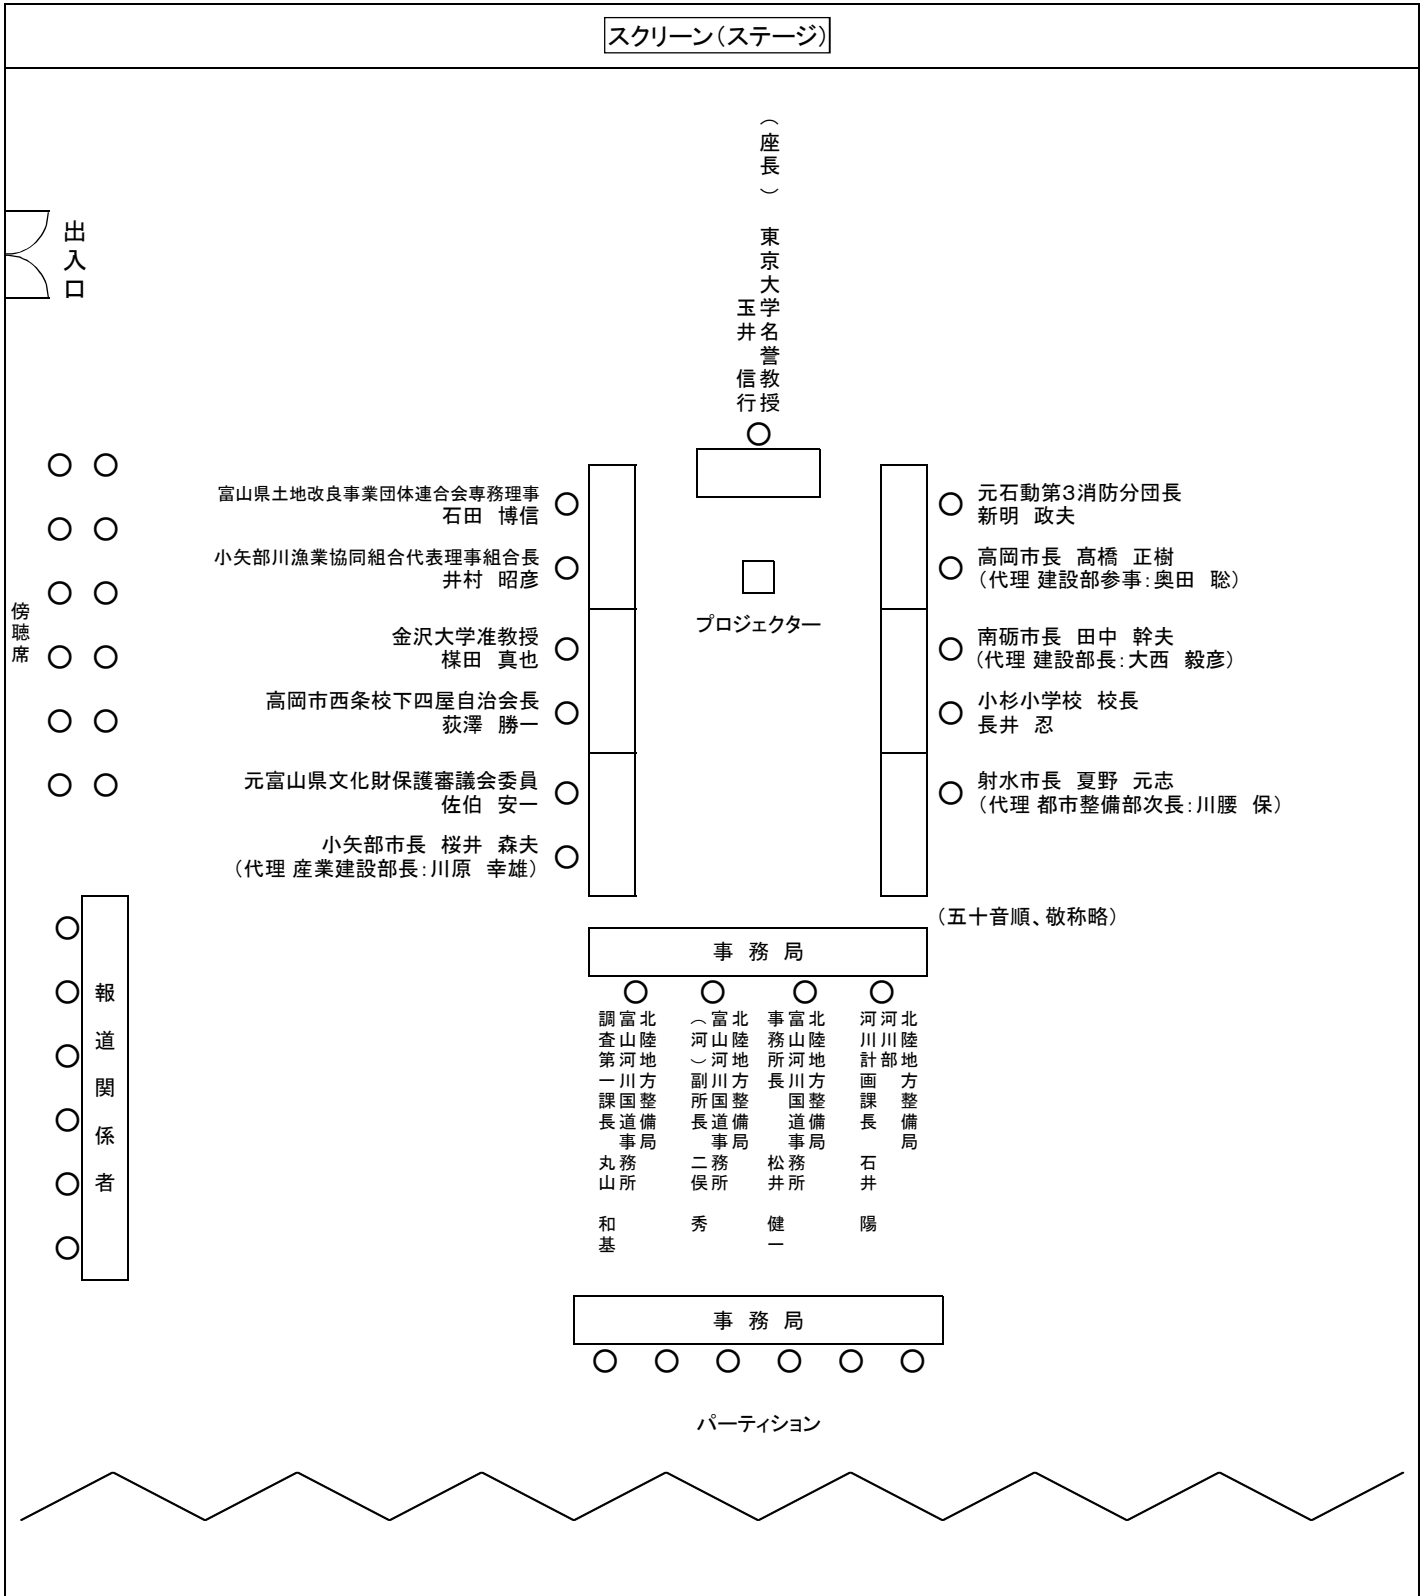 スクリーン（ステージ）
（座長） 東京大学名誉教授
玉井 信行
出入口
富山県土地改良事業団体連合会専務理事
石田 博信
小矢部川漁業協同組合代表理事組合長
井村 昭彦
金沢大学准教授
楳田 真也
高岡市西条校下四屋自治会長
荻澤 勝一
元富山県文化財保護審議会委員
佐伯 安一
小矢部市長 桜井 森夫
（代理 産業建設部長：川原 幸雄）
プロジェクター
元石動第3消防分団長
新明 政夫
高岡市長 髙橋 正樹
（代理 建設部参事：奥田 聡）
南砺市長 田中 幹夫
（代理 建設部長：大西 毅彦）
小杉小学校 校長
長井 忍
射水市長 夏野 元志
（代理 都市整備部次長：川腰 保）
（五十音順、敬称略）
傍聴席
報道関係者
事務局
北陸地方整備局
河川部
河川計画課長 石井 陽
北陸地方整備局
富山河川国道事務所
事務所長 松井 健一
北陸地方整備局
富山河川国道事務所
（河）副所長 二俣 秀
北陸地方整備局
富山河川国道事務所
調査第一課長 丸山 和基
事務局
パーティション